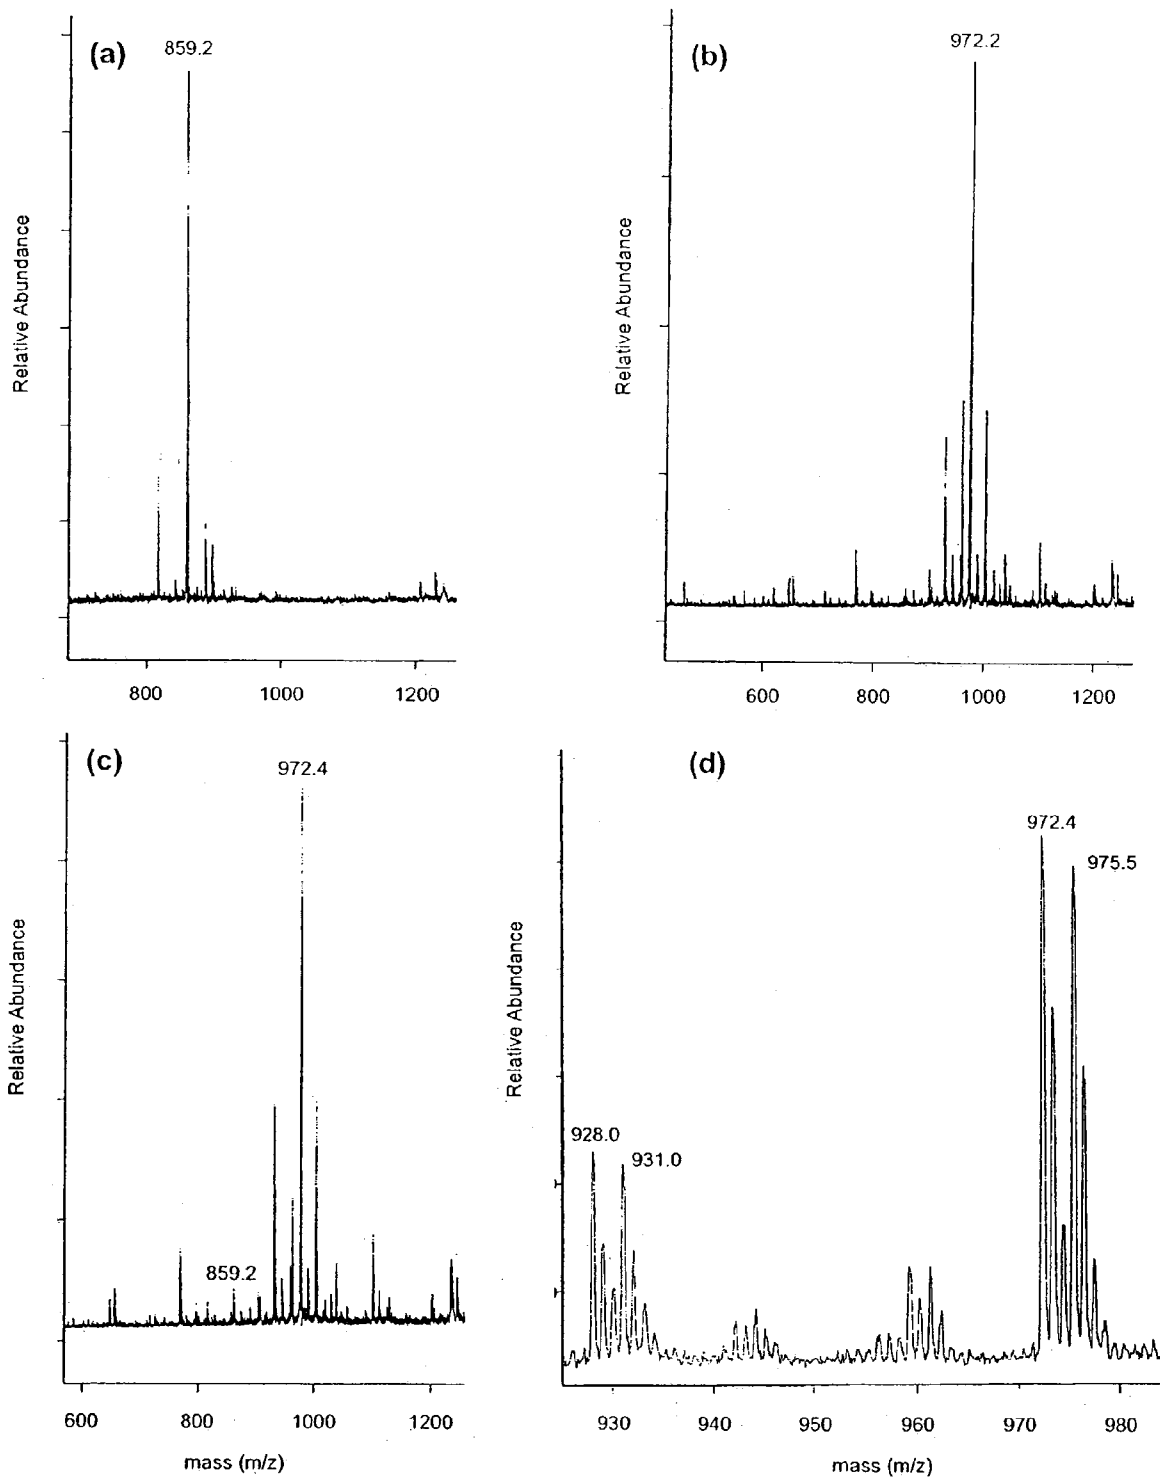 (a)
859.2
Relative Abundance
800
1000
1200
(b)
972.2
Relative Abundance
600
800
1000
1200
(c)
972.4
859.2
Relative Abundance
600
800
1000
1200
mass (m/z)
(d)
972.4
975.5
928.0
931.0
Relative Abundance
930
940
950
960
970
980
mass (m/z)